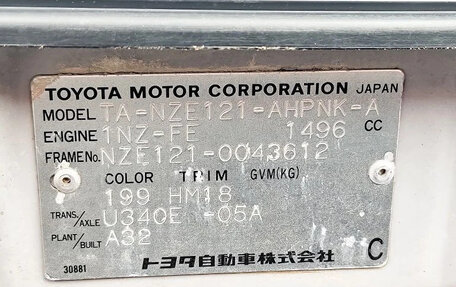 TOYOTA MOTOR CORPORATION JAPAN
MODEL TA-NZE121-AHPNK-A
ENGINE 1NZ-FE 1496 CC
FRAME No. NZE121-0043612
COLOR TRIM GVM(KG)
199 HM18
TRANS./AXLE U340E -05A
PLANT/BUILT A32
30881 トヨタ自動車株式会社 C